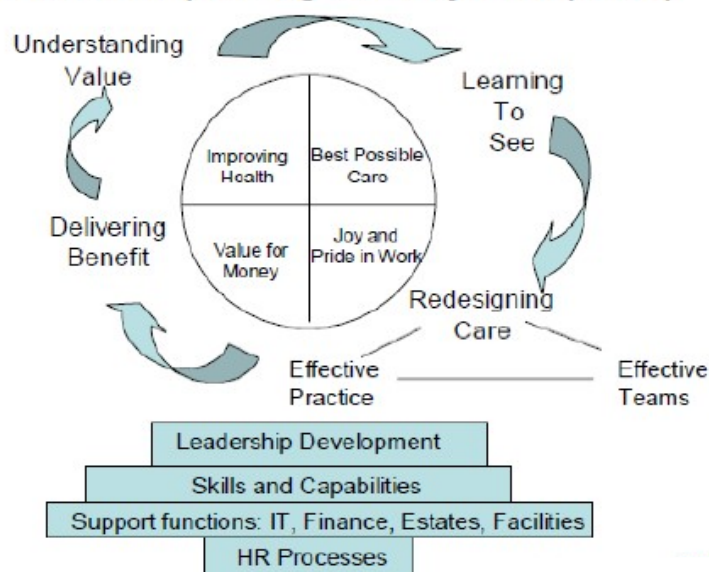 Understanding
Value
Learning
To
See
Improving
Health
Best Possible
Care
Delivering
Benefit
Value for
Money
Joy and
Pride in Work
Redesigning
Care
Effective
Practice
Effective
Teams
Leadership Development
Skills and Capabilities
Support functions: IT, Finance, Estates, Facilities
HR Processes